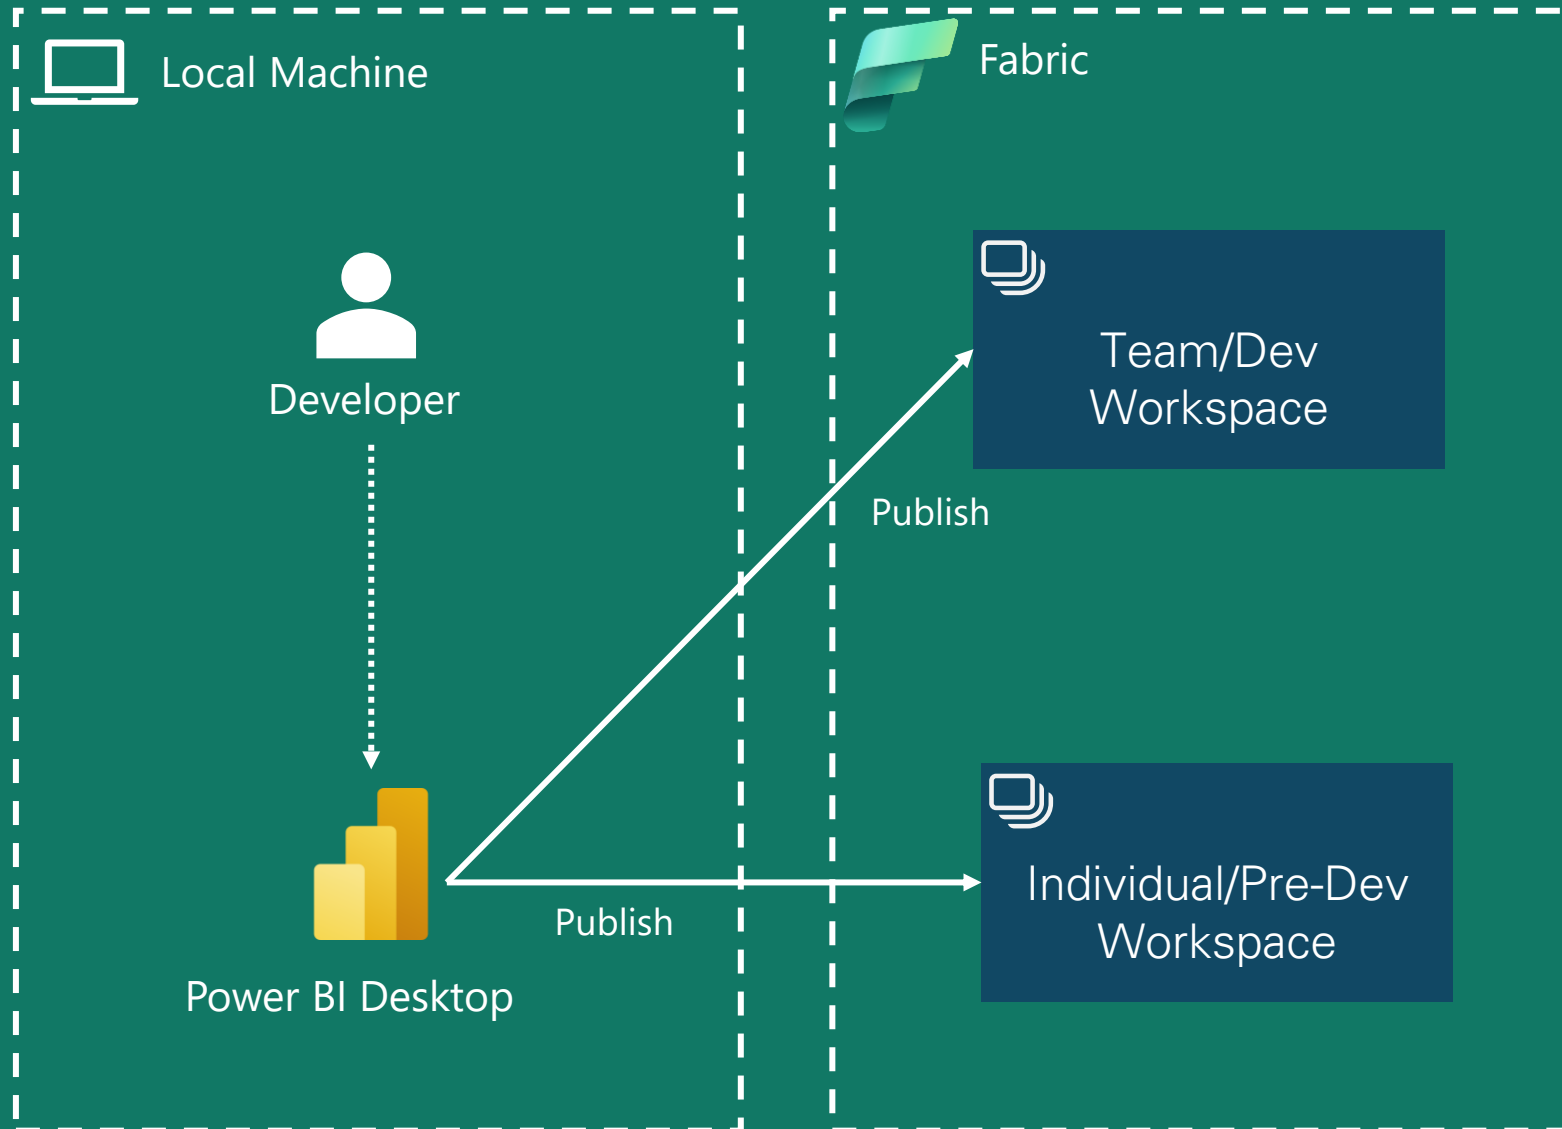 Local Machine
Fabric
Developer
Team/Dev
Workspace
Publish
Individual/Pre-Dev
Workspace
Publish
Power BI Desktop